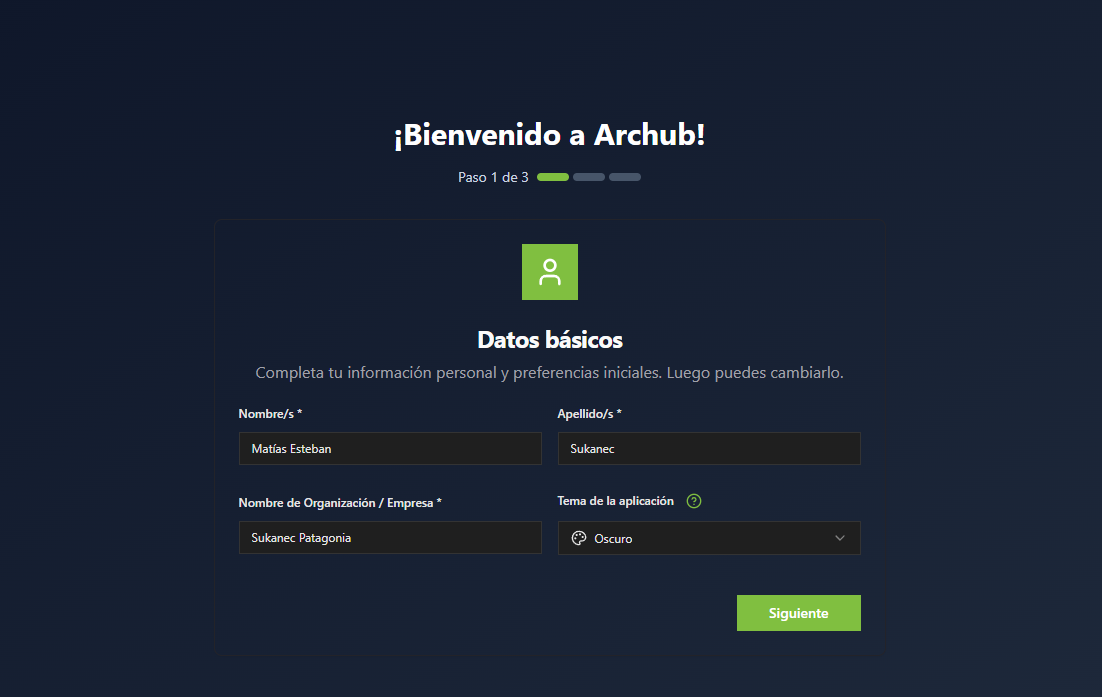 ¡Bienvenido a Archub!
Paso 1 de 3
Datos básicos
Completa tu información personal y preferencias iniciales. Luego puedes cambiarlo.
Nombre/s *
Apellido/s *
Matías Esteban
Sukanec
Nombre de Organización / Empresa *
Tema de la aplicación ?
Sukanec Patagonia
Oscuro
Siguiente